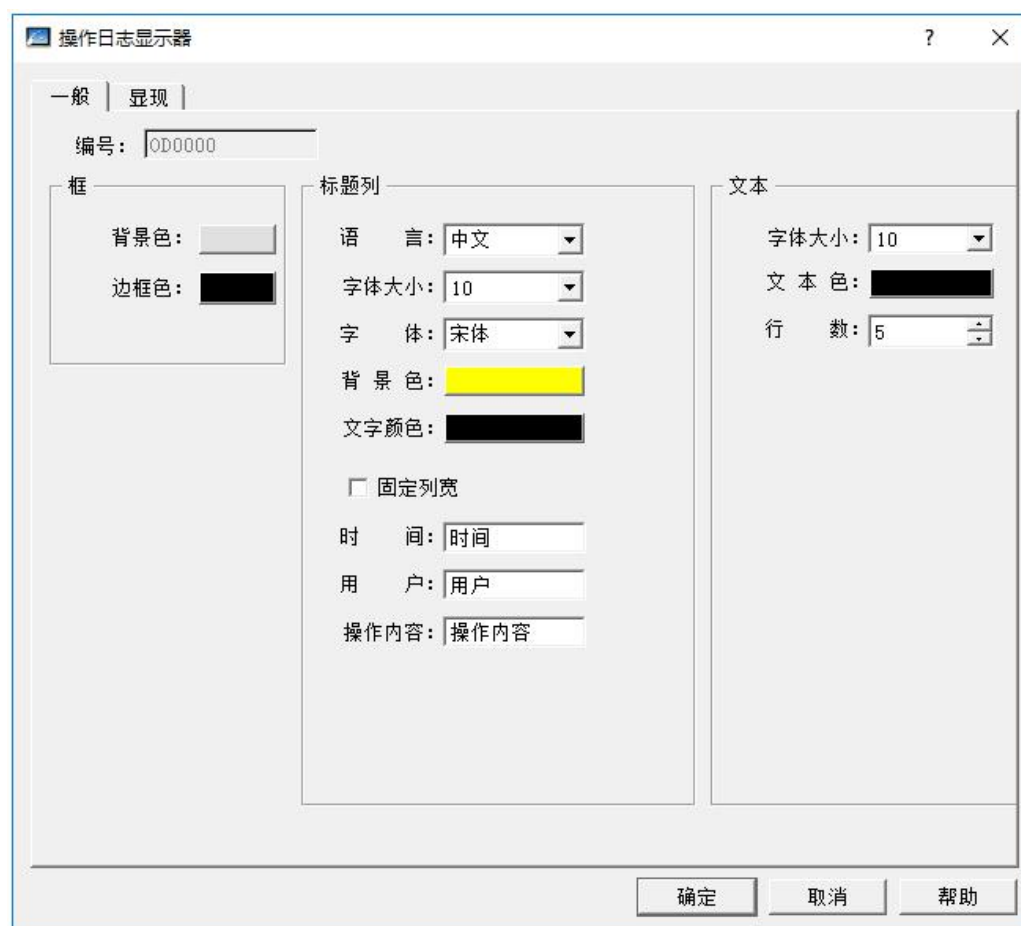 操作日志显示器 ?
一般 显现
编号: OD0000
框
背景色:
边框色:
标题列
语 言: 中文
字体大小: 10
字 体: 宋体
背 景 色:
文字颜色:
固定列宽
时 间: 时间
用 户: 用户
操作内容: 操作内容
文本
字体大小: 10
文 本 色:
行 数: 5
确定 取消 帮助